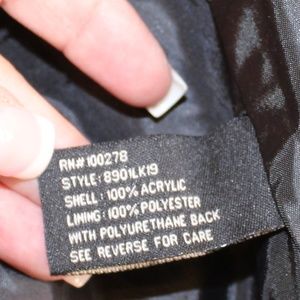 RN#100278
STYLE: 8901LK19
SHELL: 100% ACRYLIC
LINING: 100% POLYESTER
WITH POLYURETHANE BACK
SEE REVERSE FOR CARE